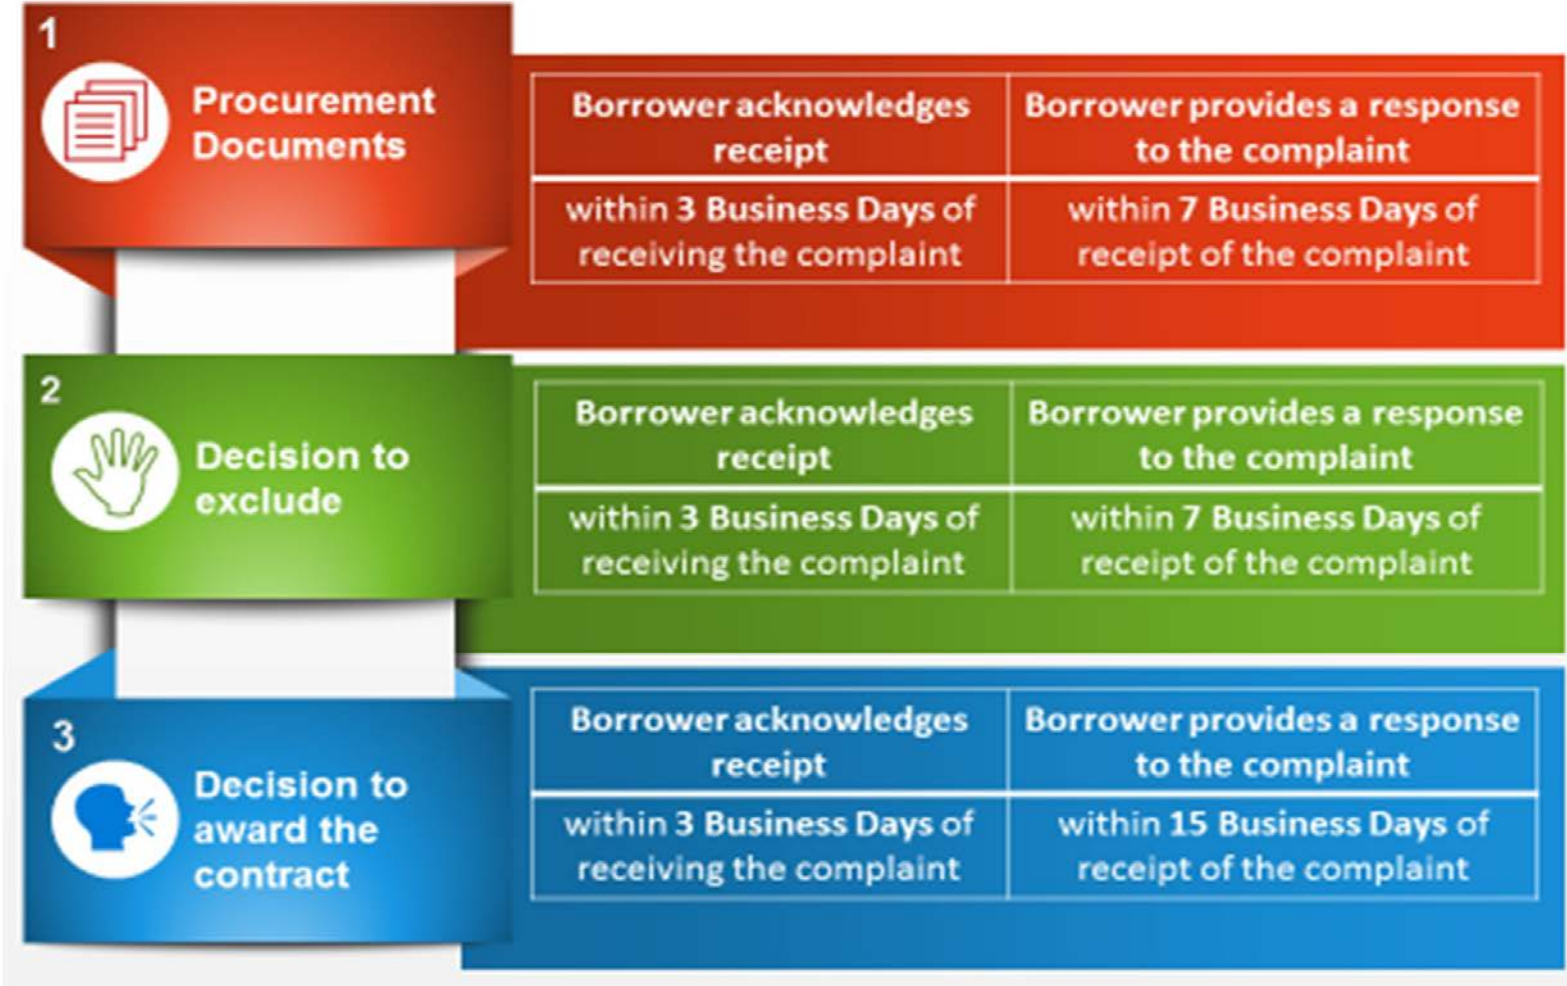 1
Procurement
Documents
Borrower acknowledges
receipt
Borrower provides a response
to the complaint
within 3 Business Days of
receiving the complaint
within 7 Business Days of
receipt of the complaint
2
Decision to
exclude
Borrower acknowledges
receipt
Borrower provides a response
to the complaint
within 3 Business Days of
receiving the complaint
within 7 Business Days of
receipt of the complaint
3
Decision to
award the
contract
Borrower acknowledges
receipt
Borrower provides a response
to the complaint
within 3 Business Days of
receiving the complaint
within 15 Business Days of
receipt of the complaint